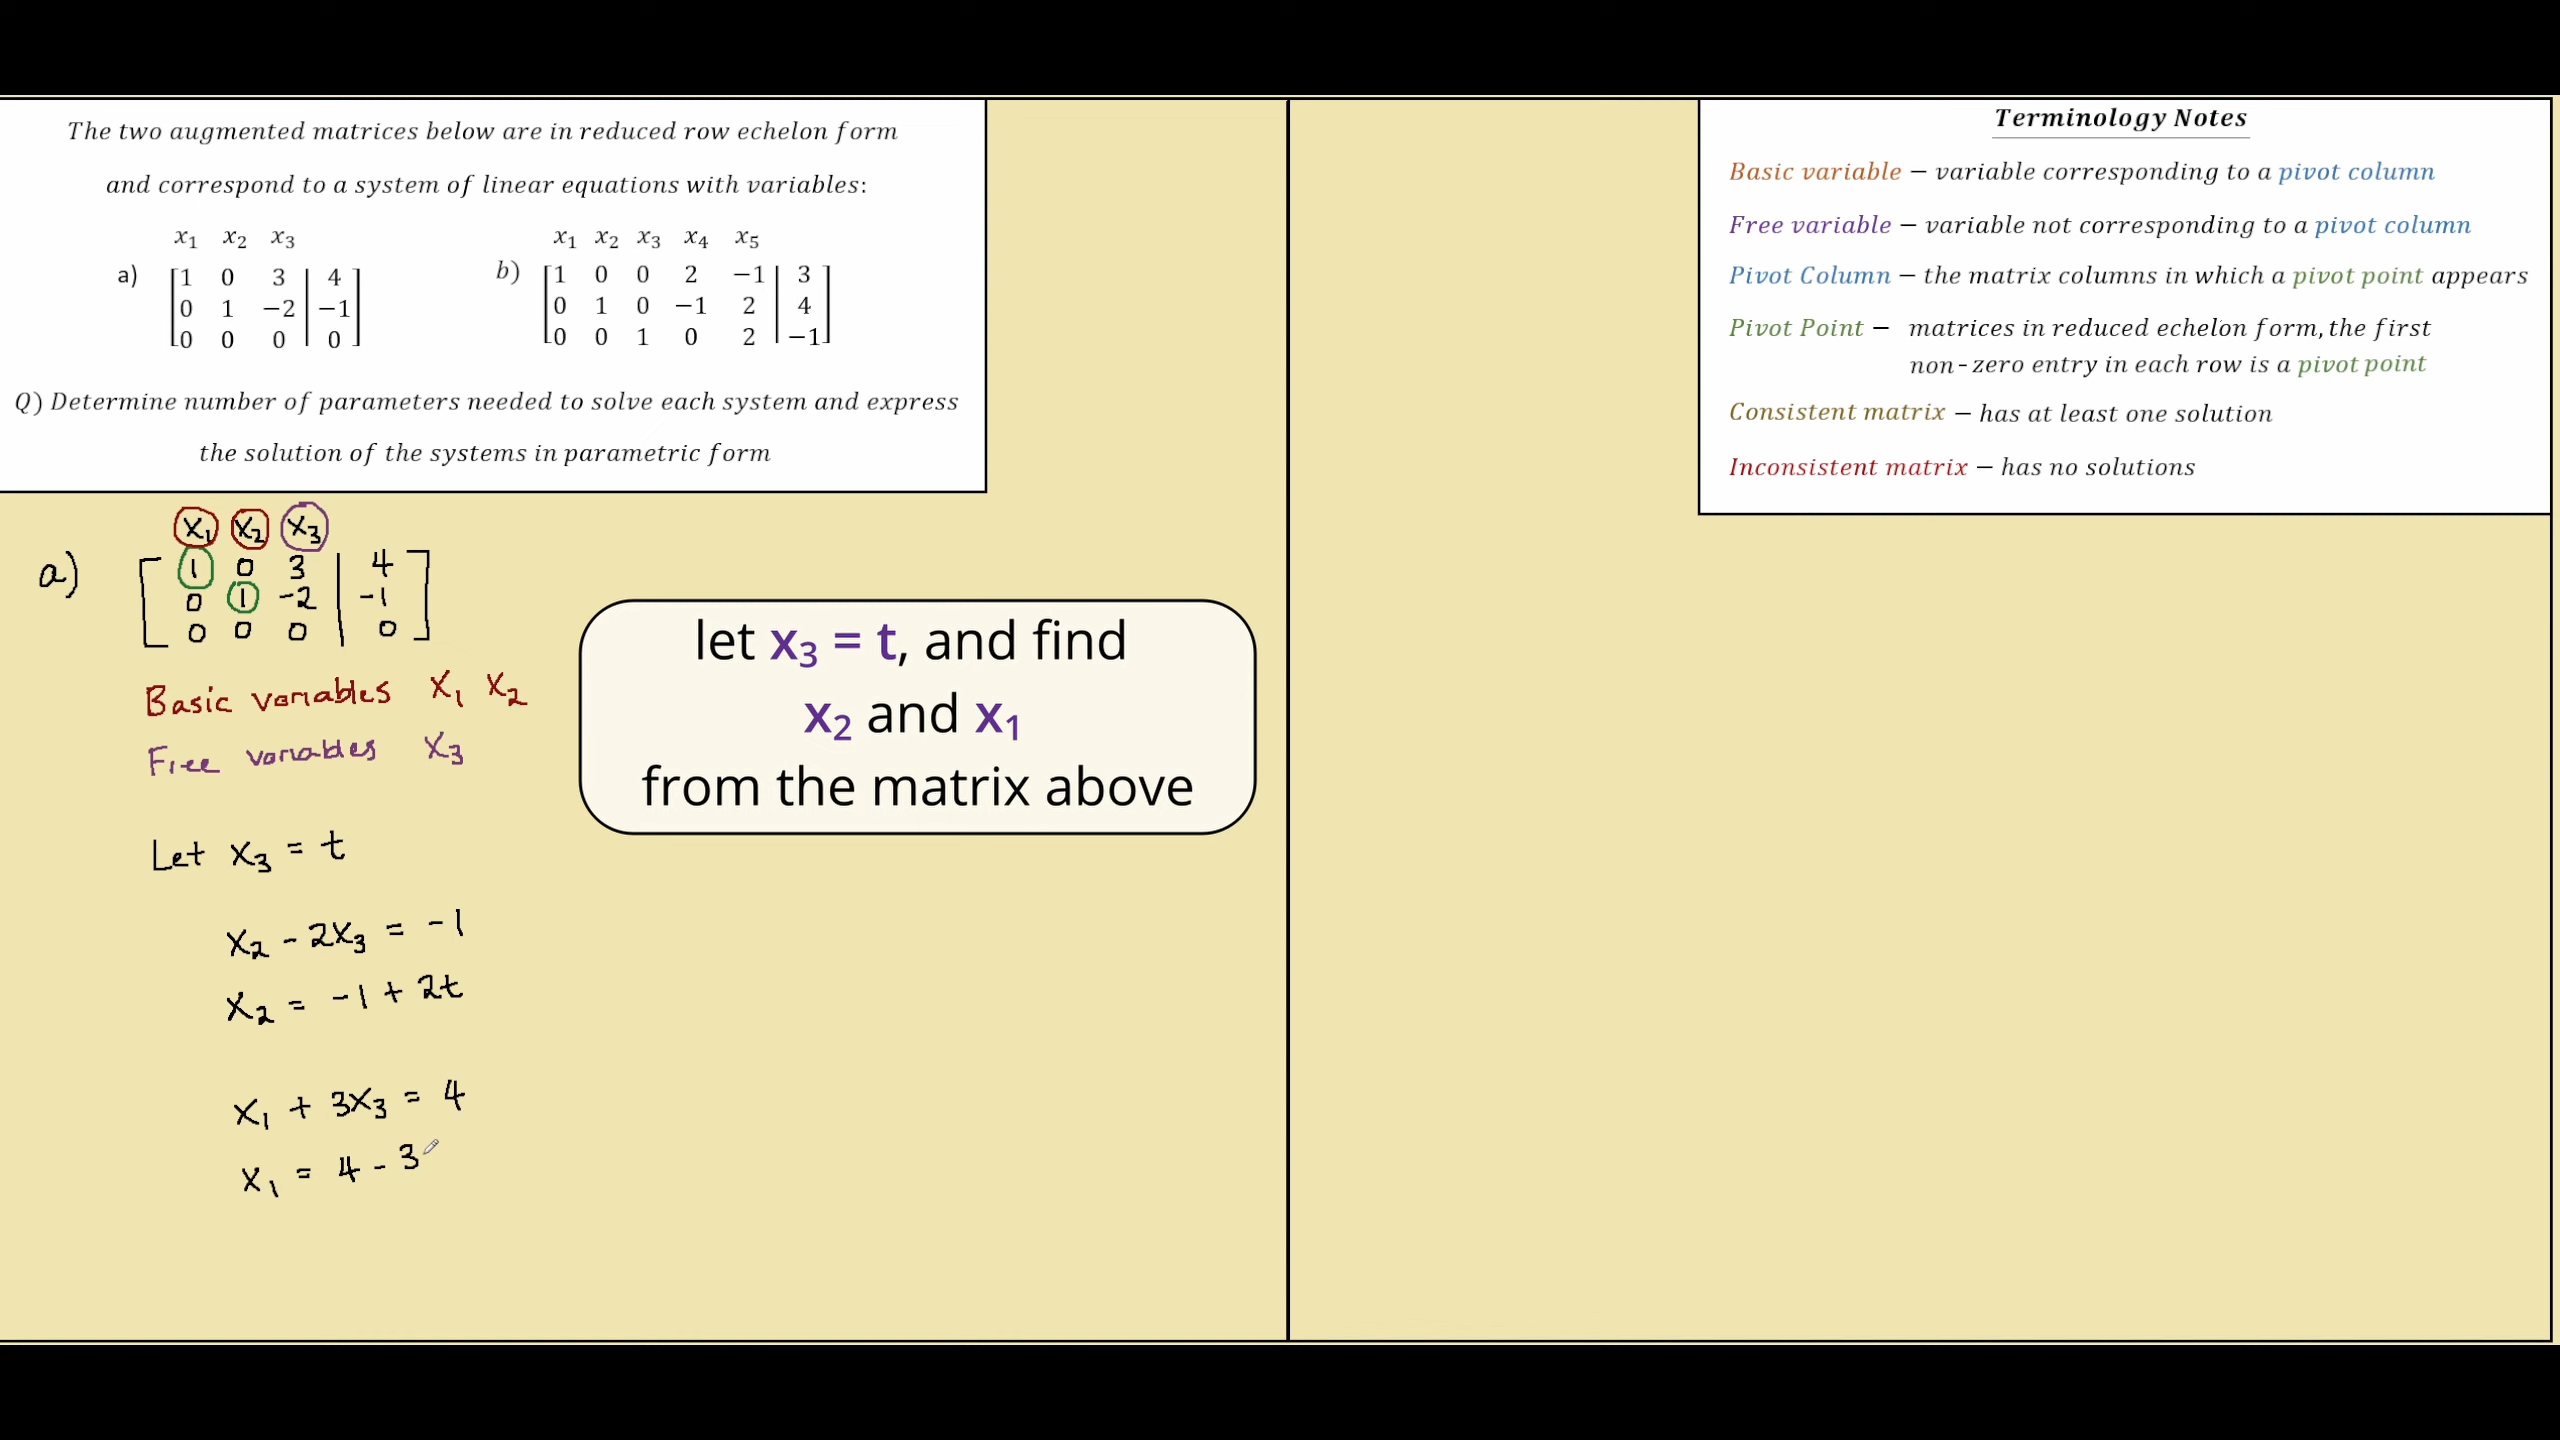 The two augmented matrices below are in reduced row echelon form
and correspond to a system of linear equations with variables:
x₁ x₂ x₃
a) [1 0 3 | 4]
[0 1 −2 | −1]
[0 0 0 | 0]
x₁ x₂ x₃ x₄ x₅
b) [1 0 0 2 −1 | 3]
[0 1 0 −1 2 | 4]
[0 0 1 0 2 | −1]
Q) Determine number of parameters needed to solve each system and express
the solution of the systems in parametric form
Terminology Notes
Basic variable − variable corresponding to a pivot column
Free variable − variable not corresponding to a pivot column
Pivot Column − the matrix columns in which a pivot point appears
Pivot Point − matrices in reduced echelon form, the first
non-zero entry in each row is a pivot point
Consistent matrix − has at least one solution
Inconsistent matrix − has no solutions
x₁ x₂ x₃
a) [1 0 3 | 4]
[0 1 -2 | -1]
[0 0 0 | 0]
Basic variables x₁ x₂
Free variables x₃
Let x₃ = t
x₂ - 2x₃ = -1
x₂ = -1 + 2t
x₁ + 3x₃ = 4
x₁ = 4 - 3
let x₃ = t, and find
x₂ and x₁
from the matrix above